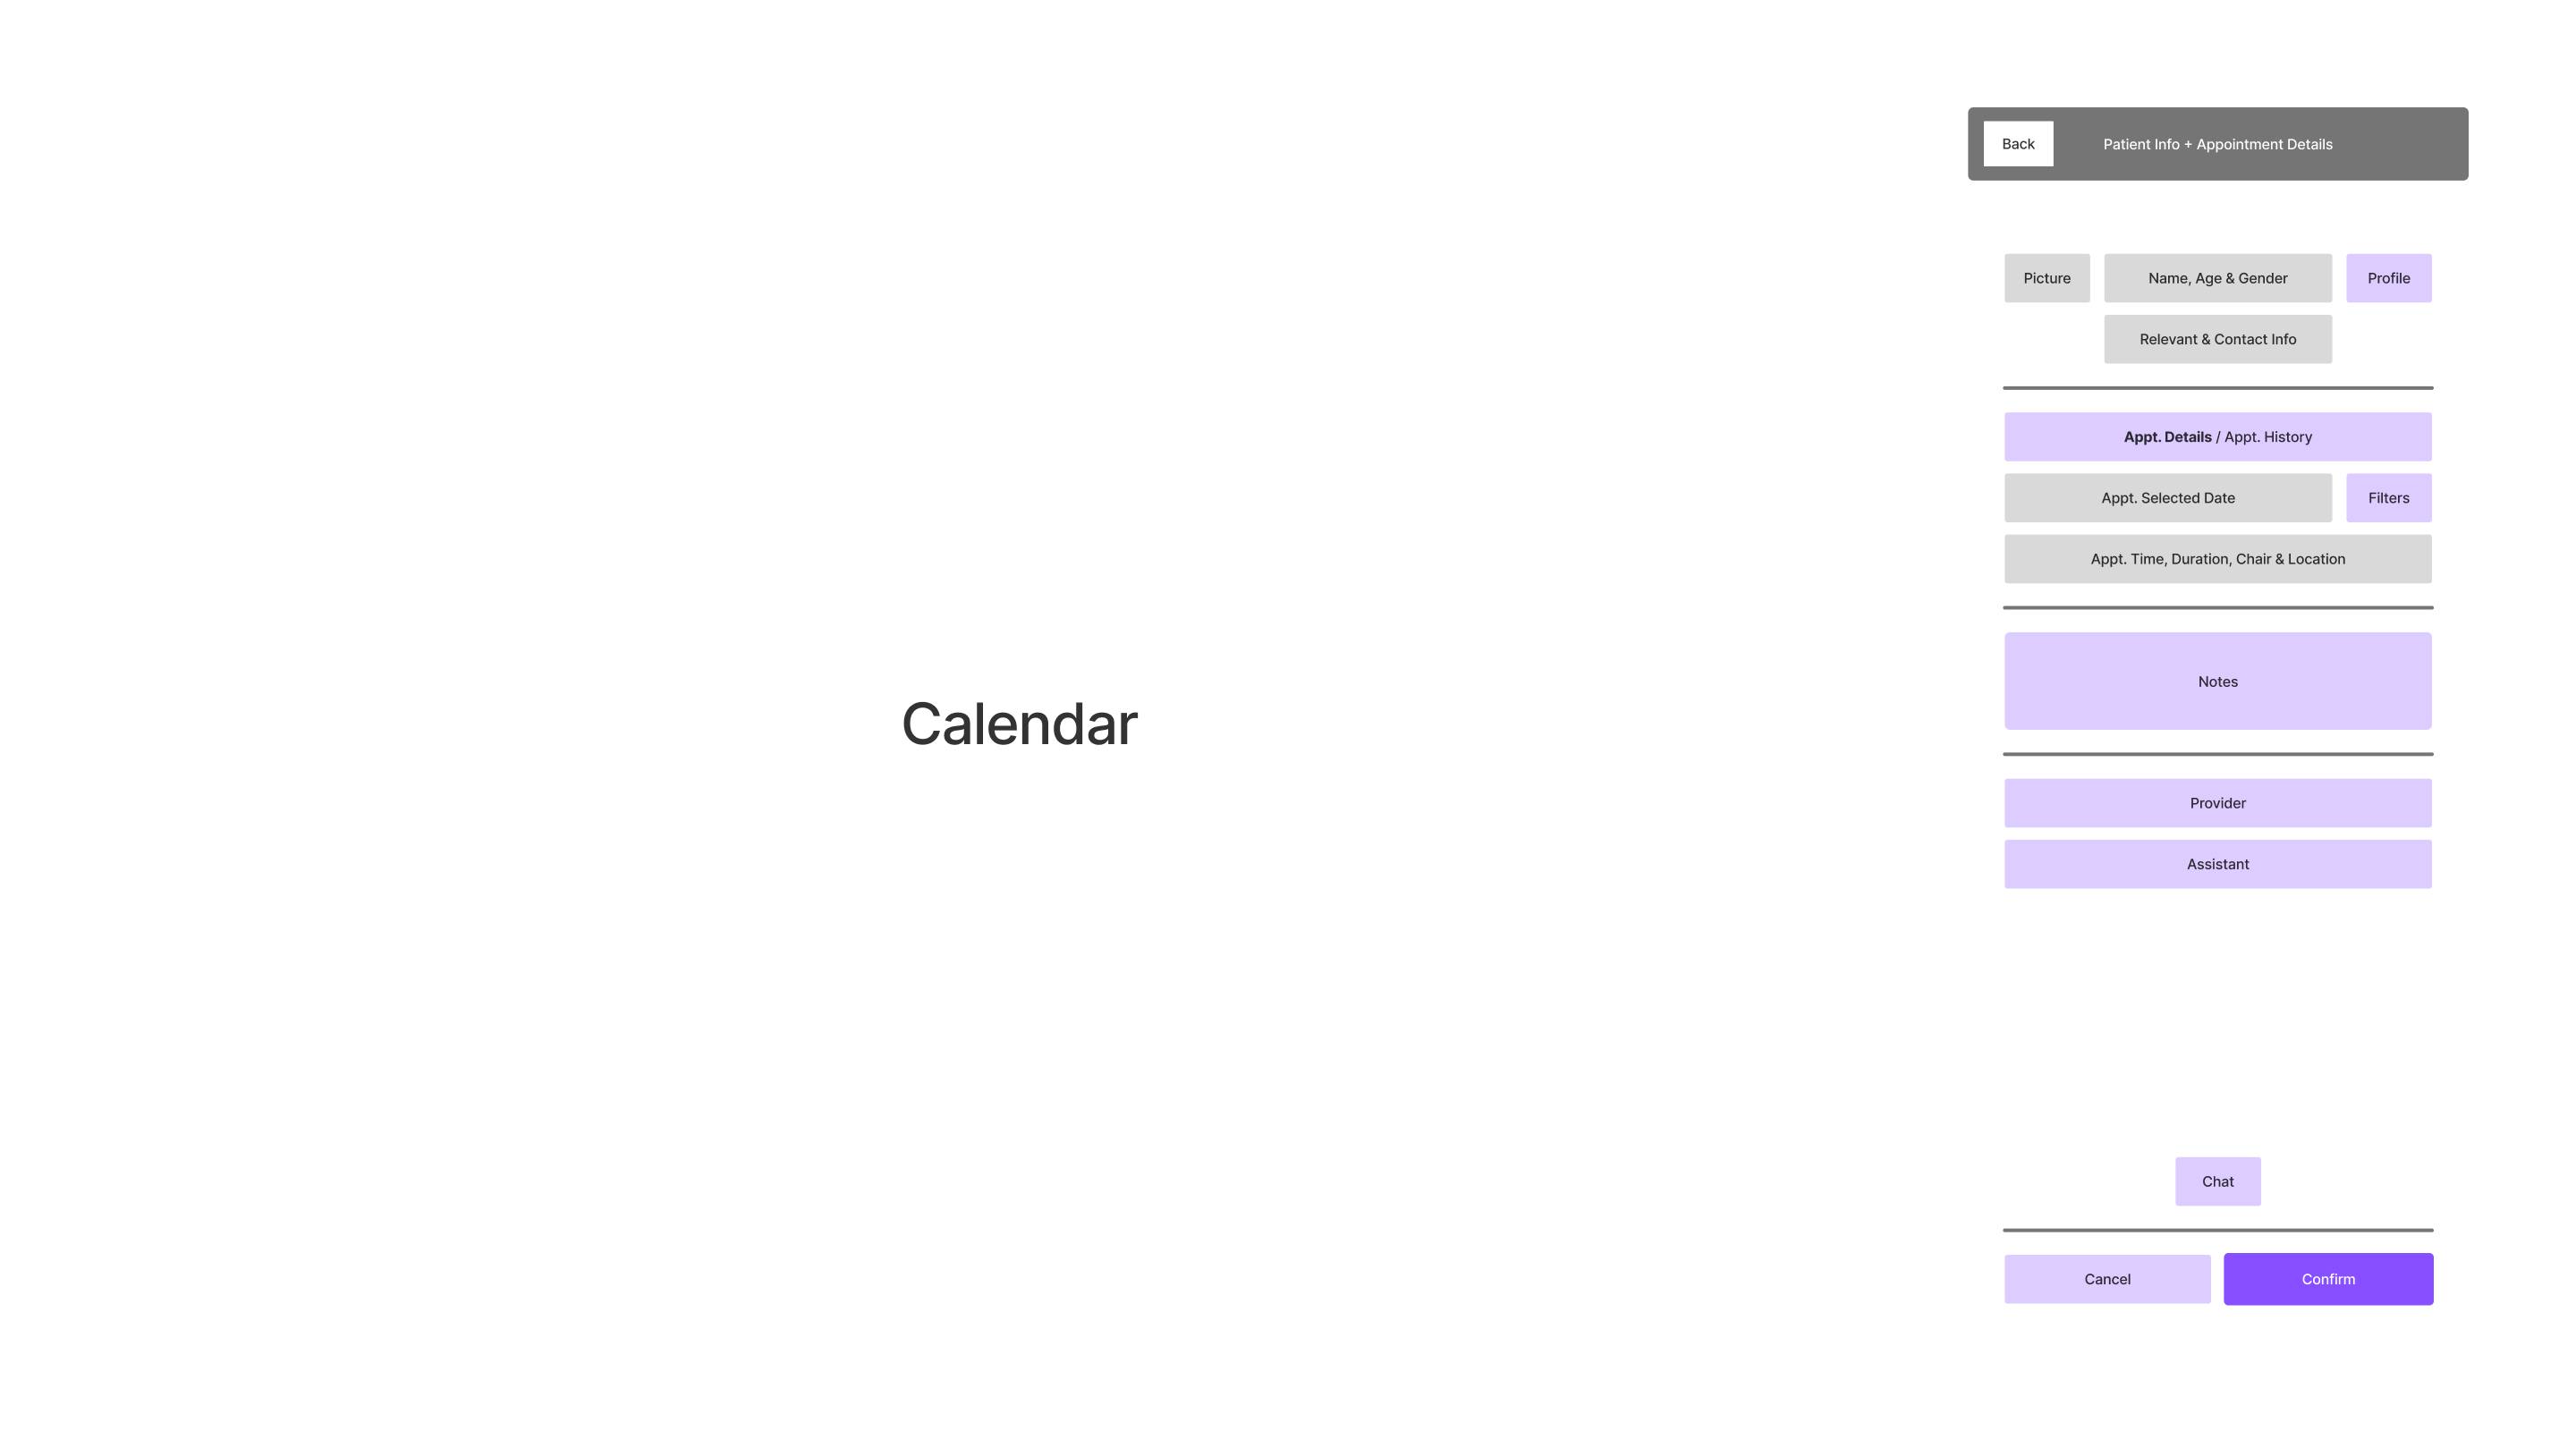 Back
Patient Info + Appointment Details
Picture
Name, Age & Gender
Profile
Relevant & Contact Info
Appt. Details / Appt. History
Appt. Selected Date
Filters
Appt. Time, Duration, Chair & Location
Notes
Calendar
Provider
Assistant
Chat
Cancel
Confirm